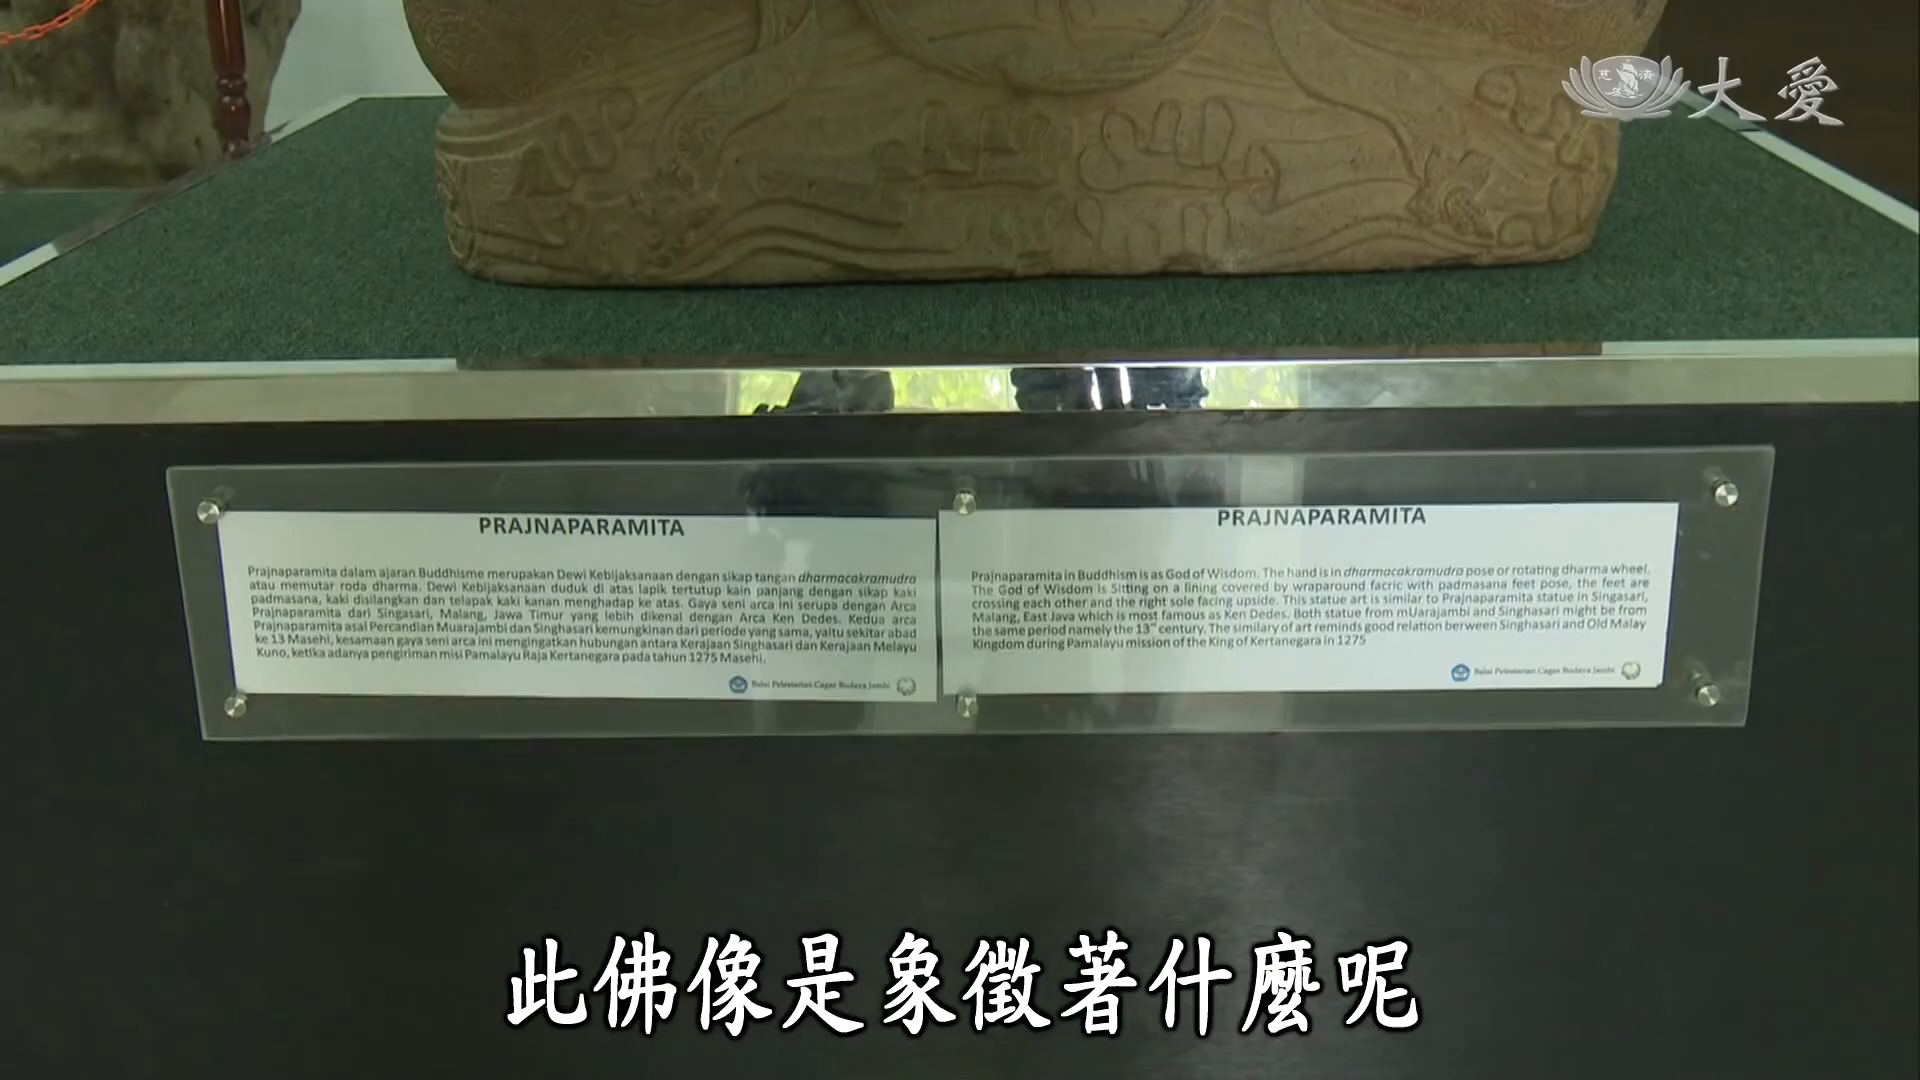 慈 濟
大愛
PRAJNAPARAMITA
Prajnaparamita dalam ajaran Buddhisme merupakan Dewi Kebijaksanaan dengan sikap tangan dharmacakramudra
atau memutar roda dharma. Dewi Kebijaksanaan duduk di atas lapik tertutup kain panjang dengan sikap kaki
padmasana, kaki disilangkan dan telapak kaki kanan menghadap ke atas. Gaya seni arca ini serupa dengan Arca
Prajnaparamita dari Singasari, Malang, Jawa Timur yang lebih dikenal dengan Arca Ken Dedes. Kedua arca
Prajnaparamita asal Percandian Muarajambi dan Singhasari kemungkinan dari periode yang sama, yaitu sekitar abad
ke 13 Masehi, kesamaan gaya seni arca ini mengingatkan hubungan antara Kerajaan Singhasari dan Kerajaan Melayu
Kuno, ketika adanya pengiriman misi Pamalayu Raja Kertanegara pada tahun 1275 Masehi.
Balai Pelestarian Cagar Budaya Jambi
PRAJNAPARAMITA
Prajnaparamita in Buddhism is as God of Wisdom. The hand is in dharmacakramudra pose or rotating dharma wheel.
The God of Wisdom is Sitting on a lining covered by wraparound facric with padmasana feet pose, the feet are
crossing each other and the right sole facing upside. This statue art is similar to Prajnaparamita statue in Singasari,
Malang, East Java which is most famous as Ken Dedes. Both statue from mUarajambi and Singhasari might be from
the same period namely the 13th century. The similary of art reminds good relation berween Singhasari and Old Malay
Kingdom during Pamalayu mission of the King of Kertanegara in 1275
Balai Pelestarian Cagar Budaya Jambi
此佛像是象徵著什麼呢